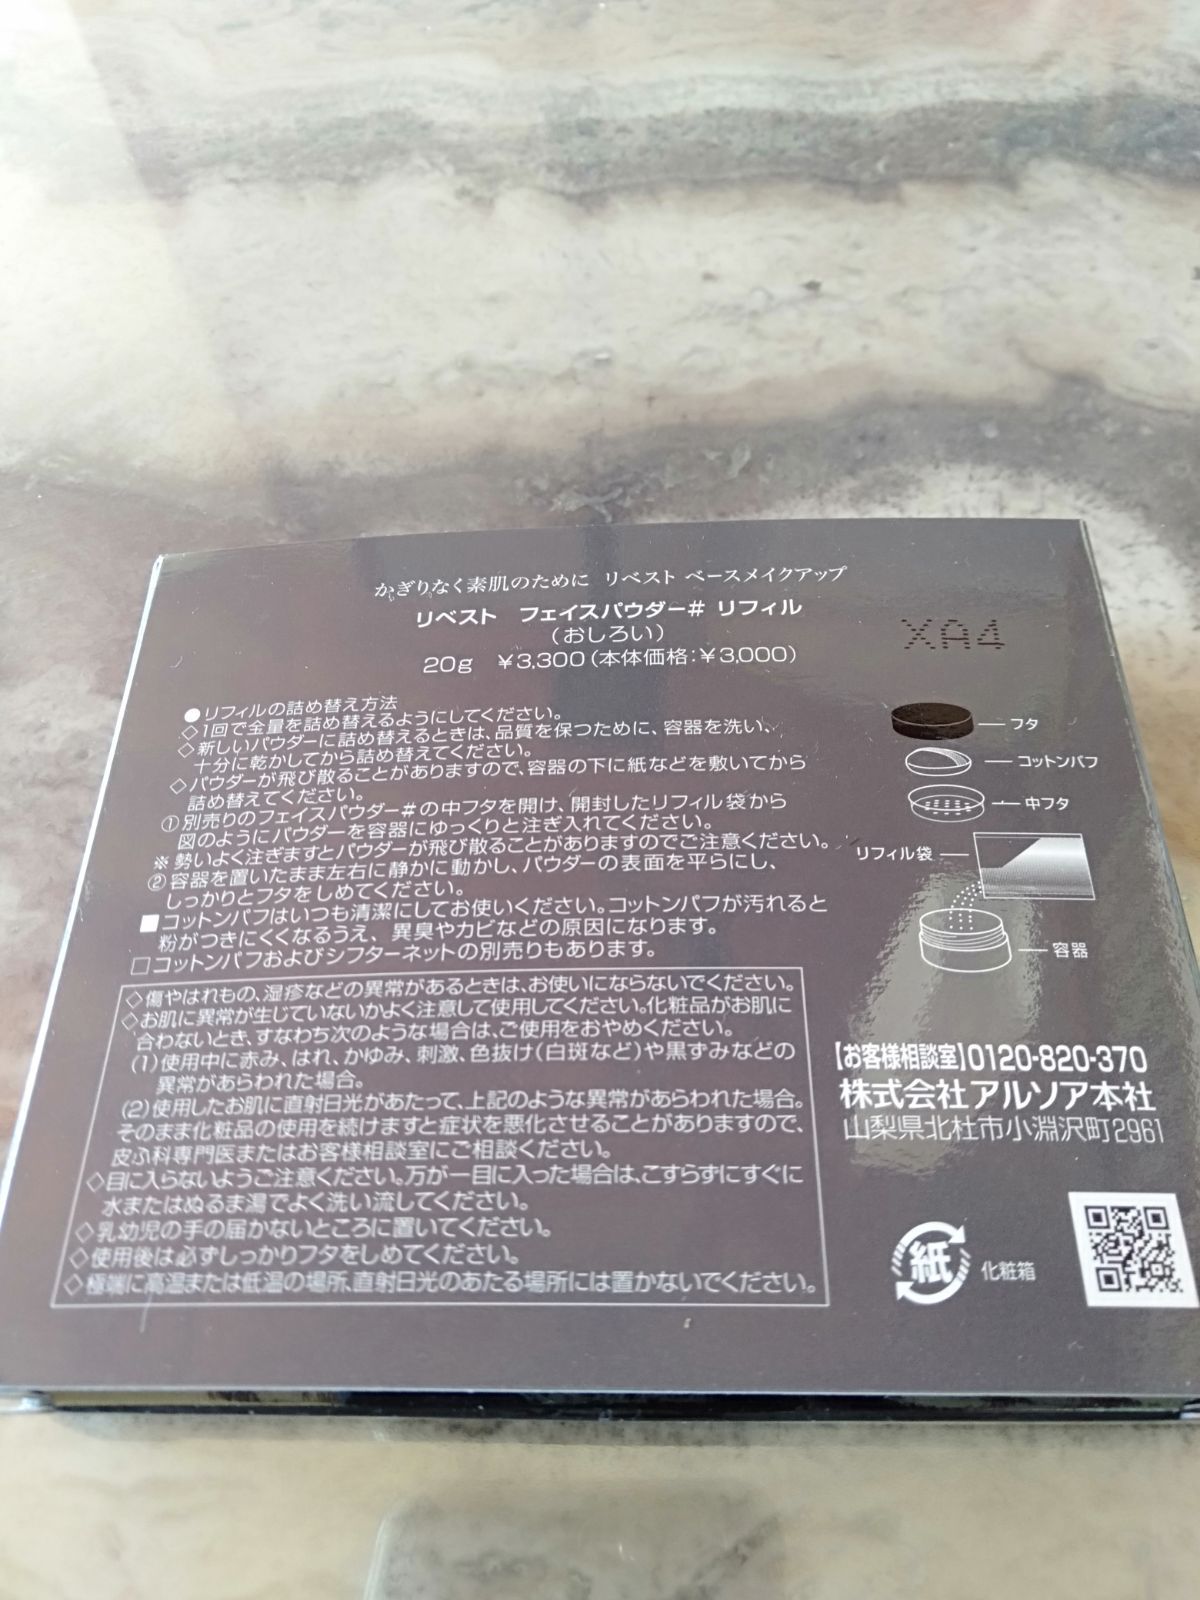 かぎりなく素肌のために リベスト ベースメイクアップ
リベスト フェイスパウダー# リフィル
(おしろい)
20g ¥3,300(本体価格:¥3,000)
XA4
●リフィルの詰め替え方法
◇1回で全量を詰め替えるようにしてください。
◇新しいパウダーに詰め替えるときは、品質を保つために、容器を洗い、
十分に乾かしてから詰め替えてください。
◇パウダーが飛び散ることがありますので、容器の下に紙などを敷いてから
詰め替えてください。
①別売りのフェイスパウダー#の中フタを開け、開封したリフィル袋から
図のようにパウダーを容器にゆっくりと注ぎ入れてください。
※勢いよく注ぎますとパウダーが飛び散ることがありますのでご注意ください。
②容器を置いたまま左右に静かに動かし、パウダーの表面を平らにし、
しっかりとフタをしめてください。
■コットンパフはいつも清潔にしてお使いください。コットンパフが汚れると
粉がつきにくくなるうえ、異臭やカビなどの原因になります。
□コットンパフおよびシフターネットの別売りもあります。
フタ
コットンパフ
中フタ
リフィル袋
容器
◇傷やはれもの、湿疹などの異常があるときは、お使いにならないでください。
◇お肌に異常が生じていないかよく注意して使用してください。化粧品がお肌に
合わないとき、すなわち次のような場合は、ご使用をおやめください。
(1)使用中に赤み、はれ、かゆみ、刺激、色抜け(白斑など)や黒ずみなどの
異常があらわれた場合。
(2)使用したお肌に直射日光があたって、上記のような異常があらわれた場合。
そのまま化粧品の使用を続けますと症状を悪化させることがありますので、
皮ふ科専門医またはお客様相談室にご相談ください。
◇目に入らないようご注意ください。万が一目に入った場合は、こすらずにすぐに
水またはぬるま湯でよく洗い流してください。
◇乳幼児の手の届かないところに置いてください。
◇使用後は必ずしっかりフタをしめてください。
◇極端に高温または低温の場所、直射日光のあたる場所には置かないでください。
【お客様相談室】0120-820-370
株式会社アルソア本社
山梨県北杜市小淵沢町2961
紙 化粧箱